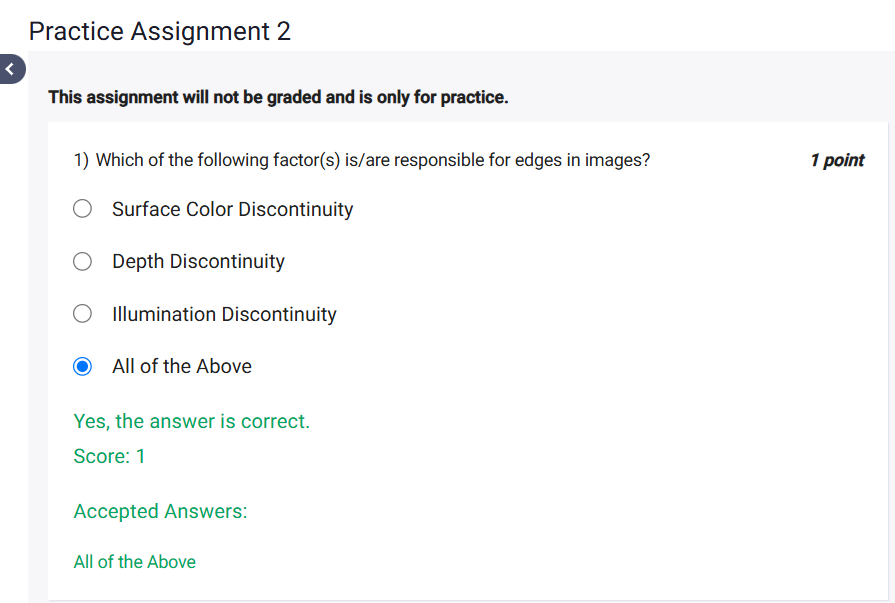 Practice Assignment 2
This assignment will not be graded and is only for practice.
1) Which of the following factor(s) is/are responsible for edges in images? 1 point
Surface Color Discontinuity
Depth Discontinuity
Illumination Discontinuity
All of the Above
Yes, the answer is correct.
Score: 1
Accepted Answers:
All of the Above